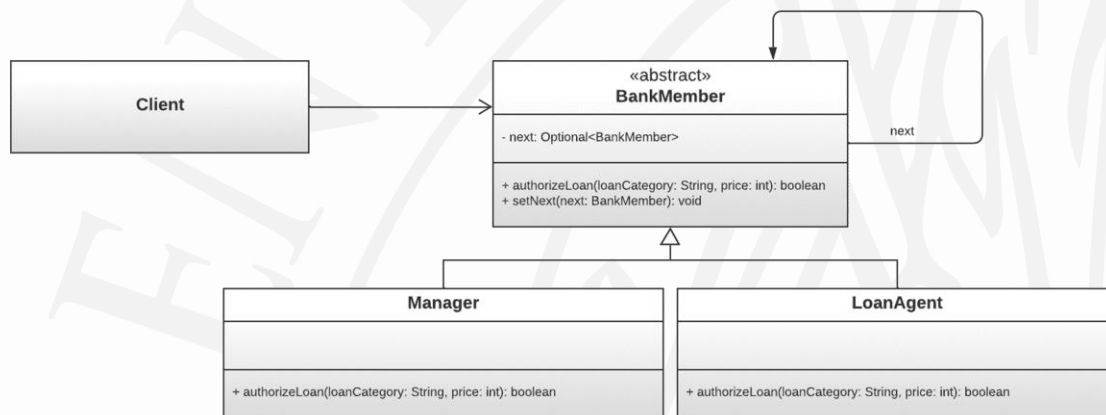 Client
«abstract»
BankMember
- next: Optional<BankMember>
next
+ authorizeLoan(loanCategory: String, price: int): boolean
+ setNext(next: BankMember): void
Manager
+ authorizeLoan(loanCategory: String, price: int): boolean
LoanAgent
+ authorizeLoan(loanCategory: String, price: int): boolean